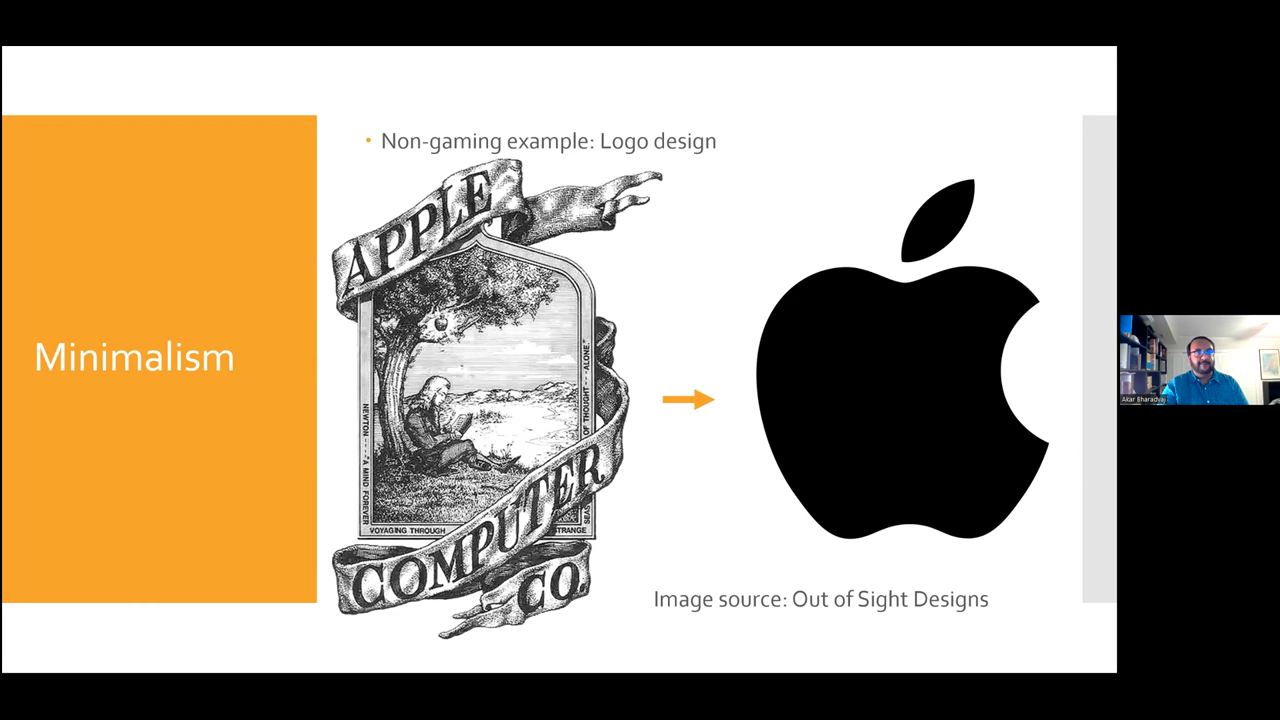 Minimalism
• Non-gaming example: Logo design
APPLE
NEWTON --- "A MIND FOREVER
VOYAGING THROUGH
STRANGE
SEAS
OF THOUGHT --- ALONE."
COMPUTER
CO.
Image source: Out of Sight Designs
Akar Bharadvaj